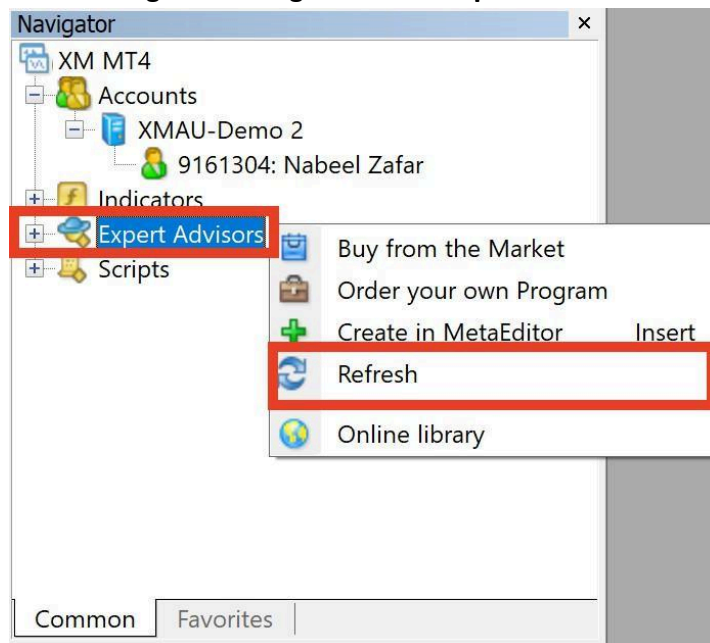 Navigator
XM MT4
Accounts
XMAU-Demo 2
9161304: Nabeel Zafar
Indicators
Expert Advisors
Scripts
Buy from the Market
Order your own Program
Create in MetaEditor Insert
Refresh
Online library
Common Favorites